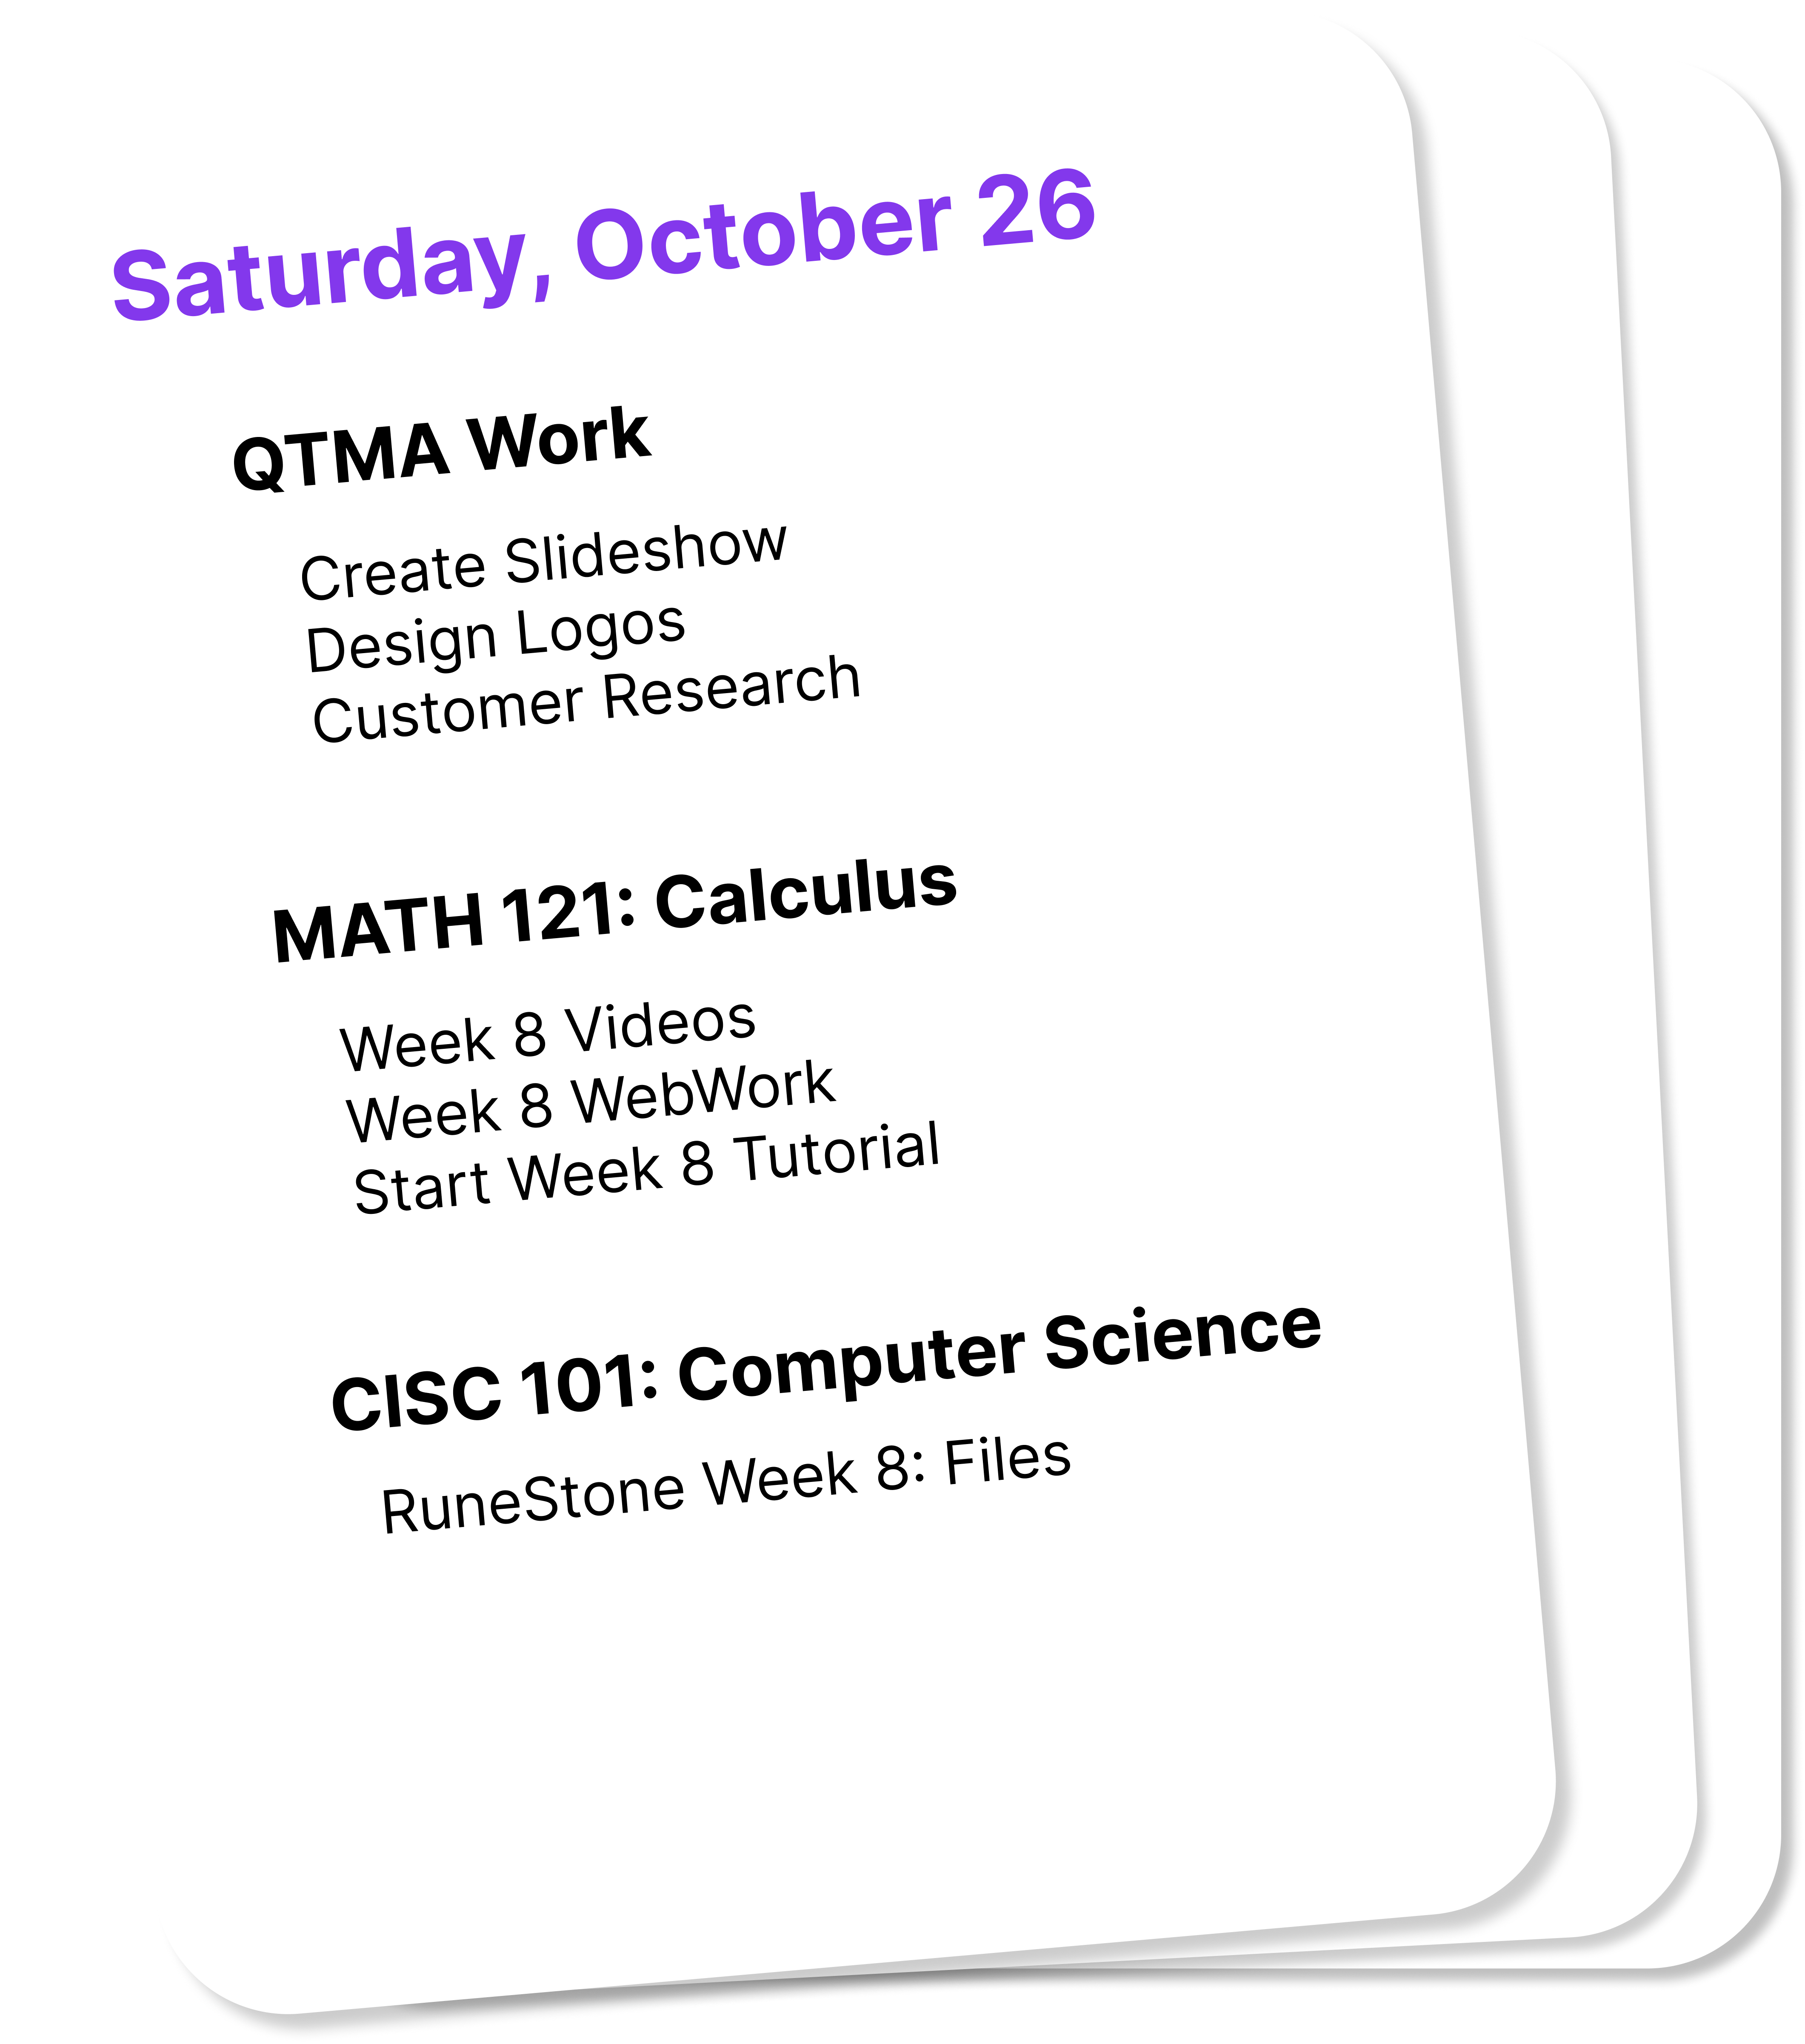 Saturday, October 26
QTMA Work
Create Slideshow
Design Logos
Customer Research
MATH 121: Calculus
Week 8 Videos
Week 8 WebWork
Start Week 8 Tutorial
CISC 101: Computer Science
RuneStone Week 8: Files